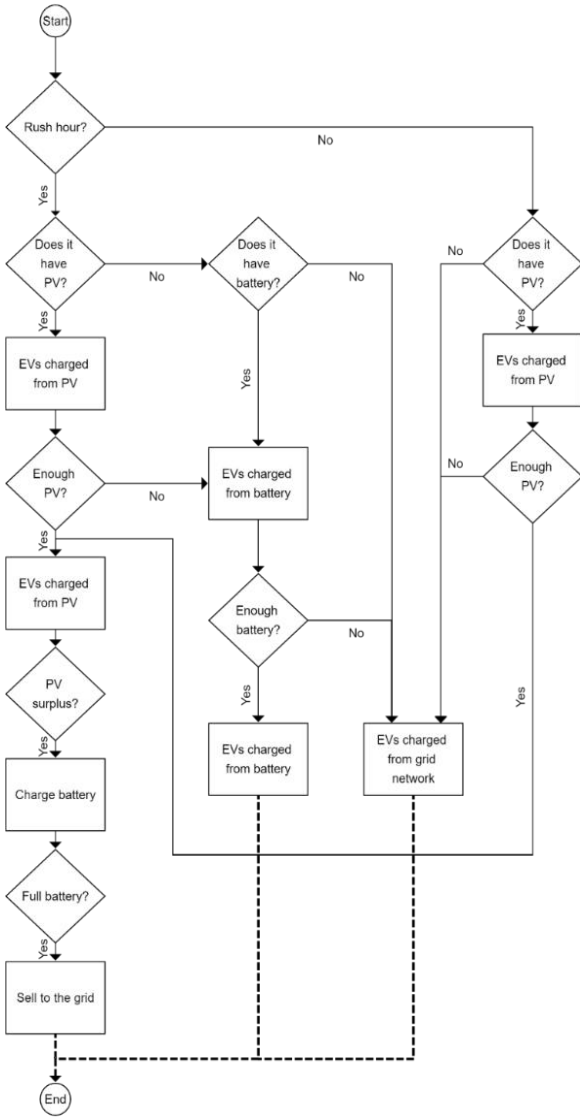 Start
Rush hour?
No
Yes
Does it
have
PV?
No
Does it
have
battery?
No
No
Does it
have
PV?
Yes
Yes
EVs charged
from PV
Yes
EVs charged
from PV
Enough
PV?
No
EVs charged
from battery
No
Enough
PV?
Yes
EVs charged
from PV
Enough
battery?
No
Yes
PV
surplus?
Yes
Yes
EVs charged
from battery
EVs charged
from grid
network
Charge battery
Full battery?
Yes
Sell to the grid
End